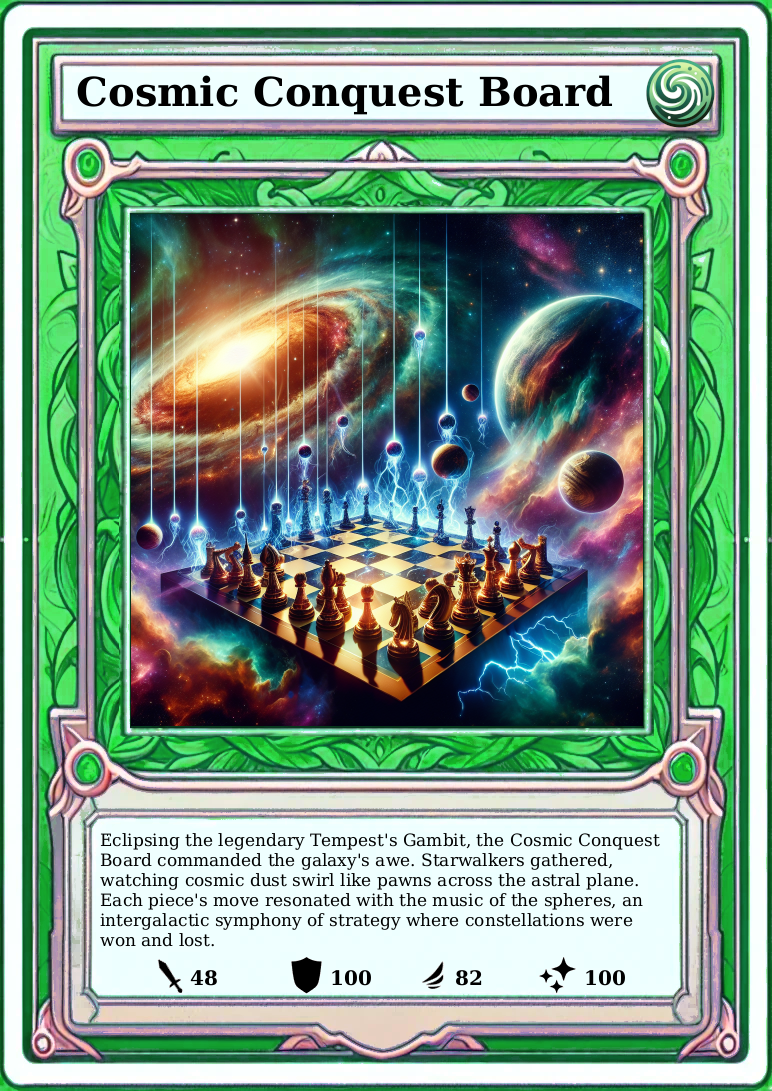 Cosmic Conquest Board
Eclipsing the legendary Tempest's Gambit, the Cosmic Conquest
Board commanded the galaxy's awe. Starwalkers gathered,
watching cosmic dust swirl like pawns across the astral plane.
Each piece's move resonated with the music of the spheres, an
intergalactic symphony of strategy where constellations were
won and lost.
48 100 82 100